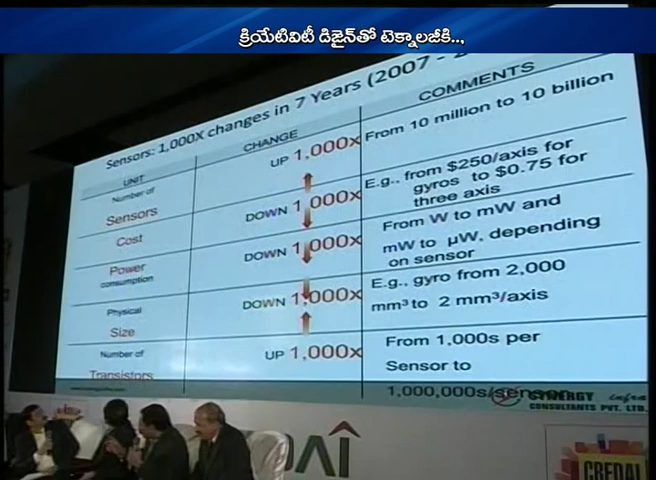 క్రియేటివిటీ డిజైన్‌తో టెక్నాలజీకి..,
Sensors: 1,000X changes in 7 Years (2007 -
UNIT
CHANGE
COMMENTS
Number of
Sensors
UP 1,000x
From 10 million to 10 billion
Cost
DOWN 1,000x
E.g., from $250/axis for
gyros to $0.75 for
three axis
Power
consumption
DOWN 1,000x
From W to mW and
mW to µW, depending
on sensor
Physical
Size
DOWN 1,000x
E.g., gyro from 2,000
mm³ to 2 mm³/axis
Number of
Transistors
UP 1,000x
From 1,000s per
Sensor to
1,000,000s/sensor
SYNERGY infra
CONSULTANTS PVT. LTD.
DAI
CREDAI